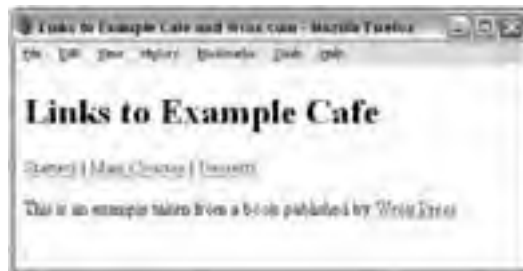 Links to Example Cafe and Wrox.com - Mozilla Firefox
File Edit View History Bookmarks Tools Help
Links to Example Cafe
Starters | Main Courses | Desserts
This is an example taken from a book published by Wrox Press